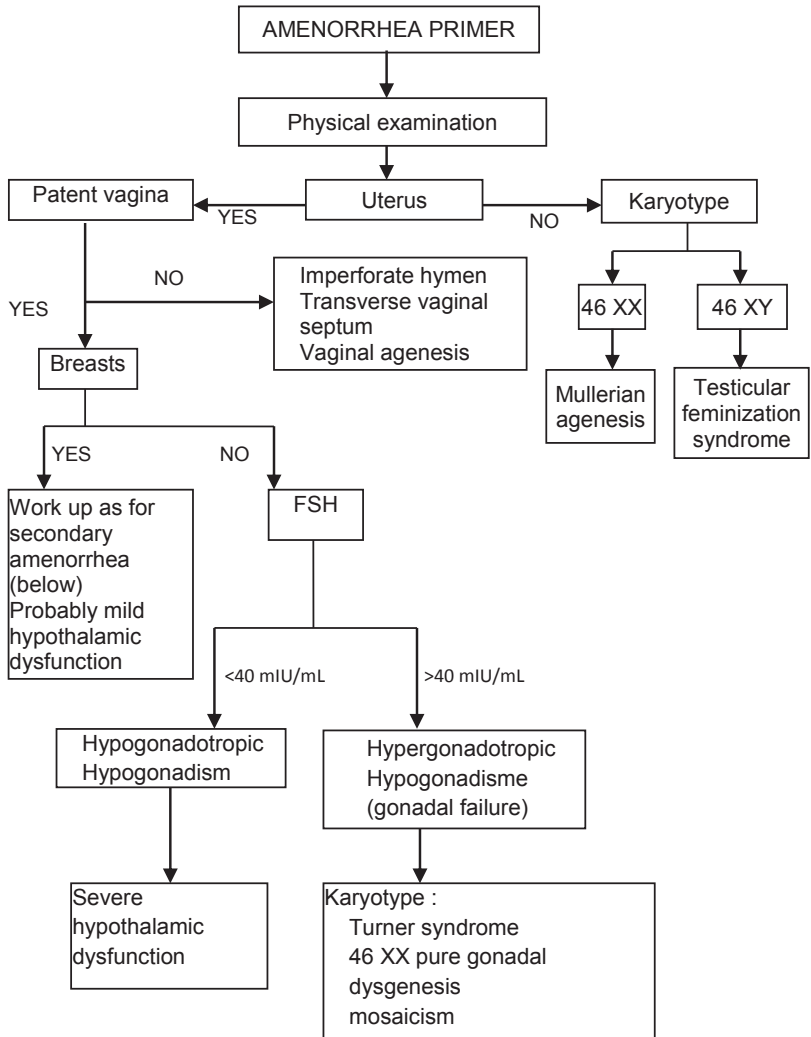 AMENORRHEA PRIMER
Physical examination
Patent vagina
YES
Uterus
NO
Karyotype
YES
NO
Imperforate hymen
Transverse vaginal
septum
Vaginal agenesis
46 XX
46 XY
Breasts
Mullerian
agenesis
Testicular
feminization
syndrome
YES
NO
Work up as for
secondary
amenorrhea
(below)
Probably mild
hypothalamic
dysfunction
FSH
<40 mIU/mL
>40 mIU/mL
Hypogonadotropic
Hypogonadism
Hypergonadotropic
Hypogonadisme
(gonadal failure)
Severe
hypothalamic
dysfunction
Karyotype :
Turner syndrome
46 XX pure gonadal
dysgenesis
mosaicism